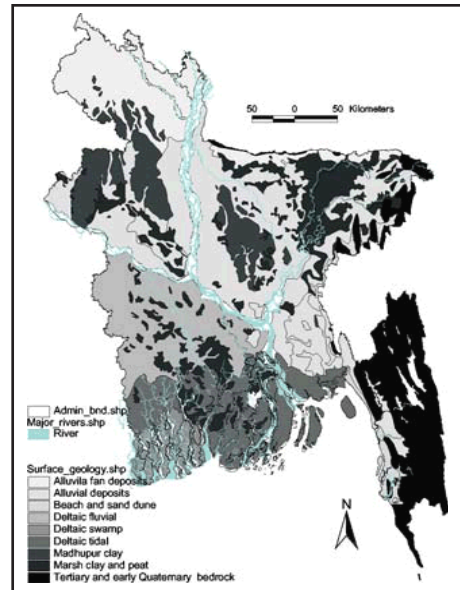 50 0 50 Kilometers
Admin_bnd.shp
Major_rivers.shp
River
Surface_geology.shp
Alluvila fan deposits
Alluvial deposits
Beach and sand dune
Deltaic fluvial
Deltaic swamp
Deltaic tidal
Madhupur clay
Marsh clay and peat
Tertiary and early Quaternary bedrock
N